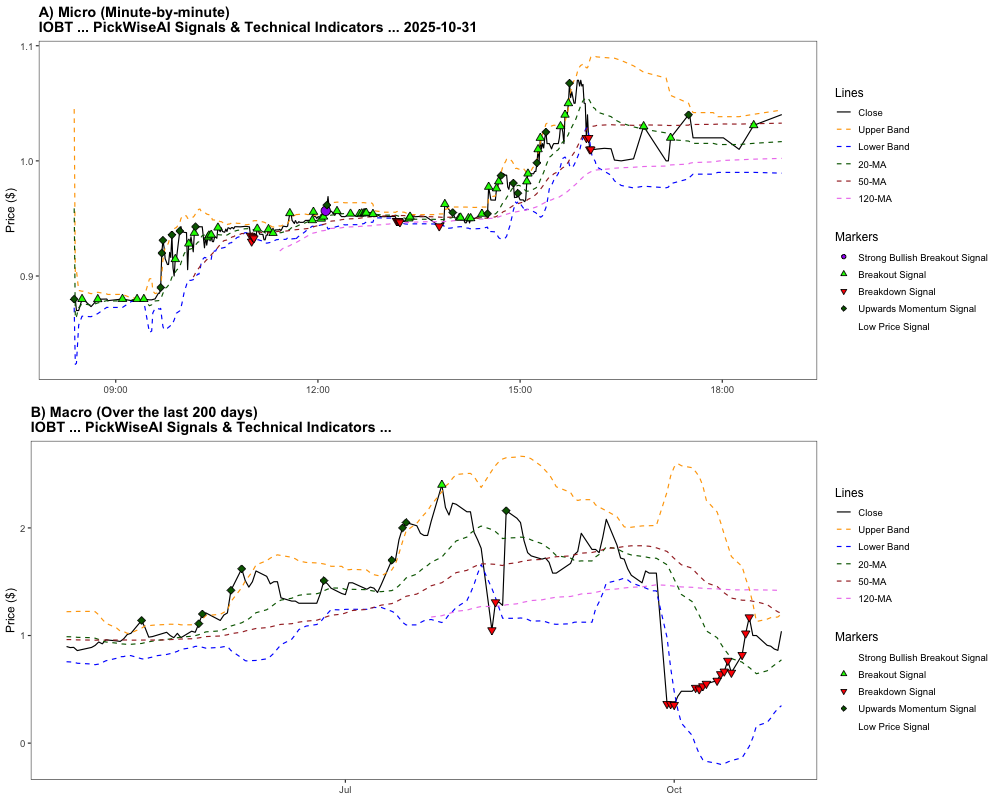 A) Micro (Minute-by-minute)
IOBT ... PickWiseAI Signals & Technical Indicators ... 2025-10-31
1.1
1.0
0.9
Price ($)
09:00
12:00
15:00
18:00
Lines
Close
Upper Band
Lower Band
20-MA
50-MA
120-MA
Markers
Strong Bullish Breakout Signal
Breakout Signal
Breakdown Signal
Upwards Momentum Signal
Low Price Signal
B) Macro (Over the last 200 days)
IOBT ... PickWiseAI Signals & Technical Indicators ...
2
1
0
Price ($)
Jul
Oct
Lines
Close
Upper Band
Lower Band
20-MA
50-MA
120-MA
Markers
Strong Bullish Breakout Signal
Breakout Signal
Breakdown Signal
Upwards Momentum Signal
Low Price Signal